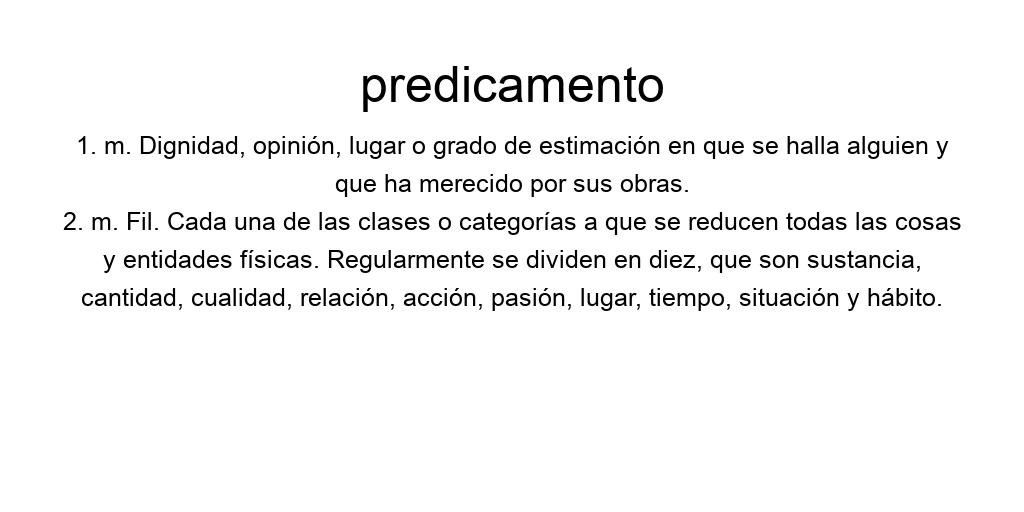 predicamento
1. m. Dignidad, opinión, lugar o grado de estimación en que se halla alguien y
que ha merecido por sus obras.
2. m. Fil. Cada una de las clases o categorías a que se reducen todas las cosas
y entidades físicas. Regularmente se dividen en diez, que son sustancia,
cantidad, cualidad, relación, acción, pasión, lugar, tiempo, situación y hábito.